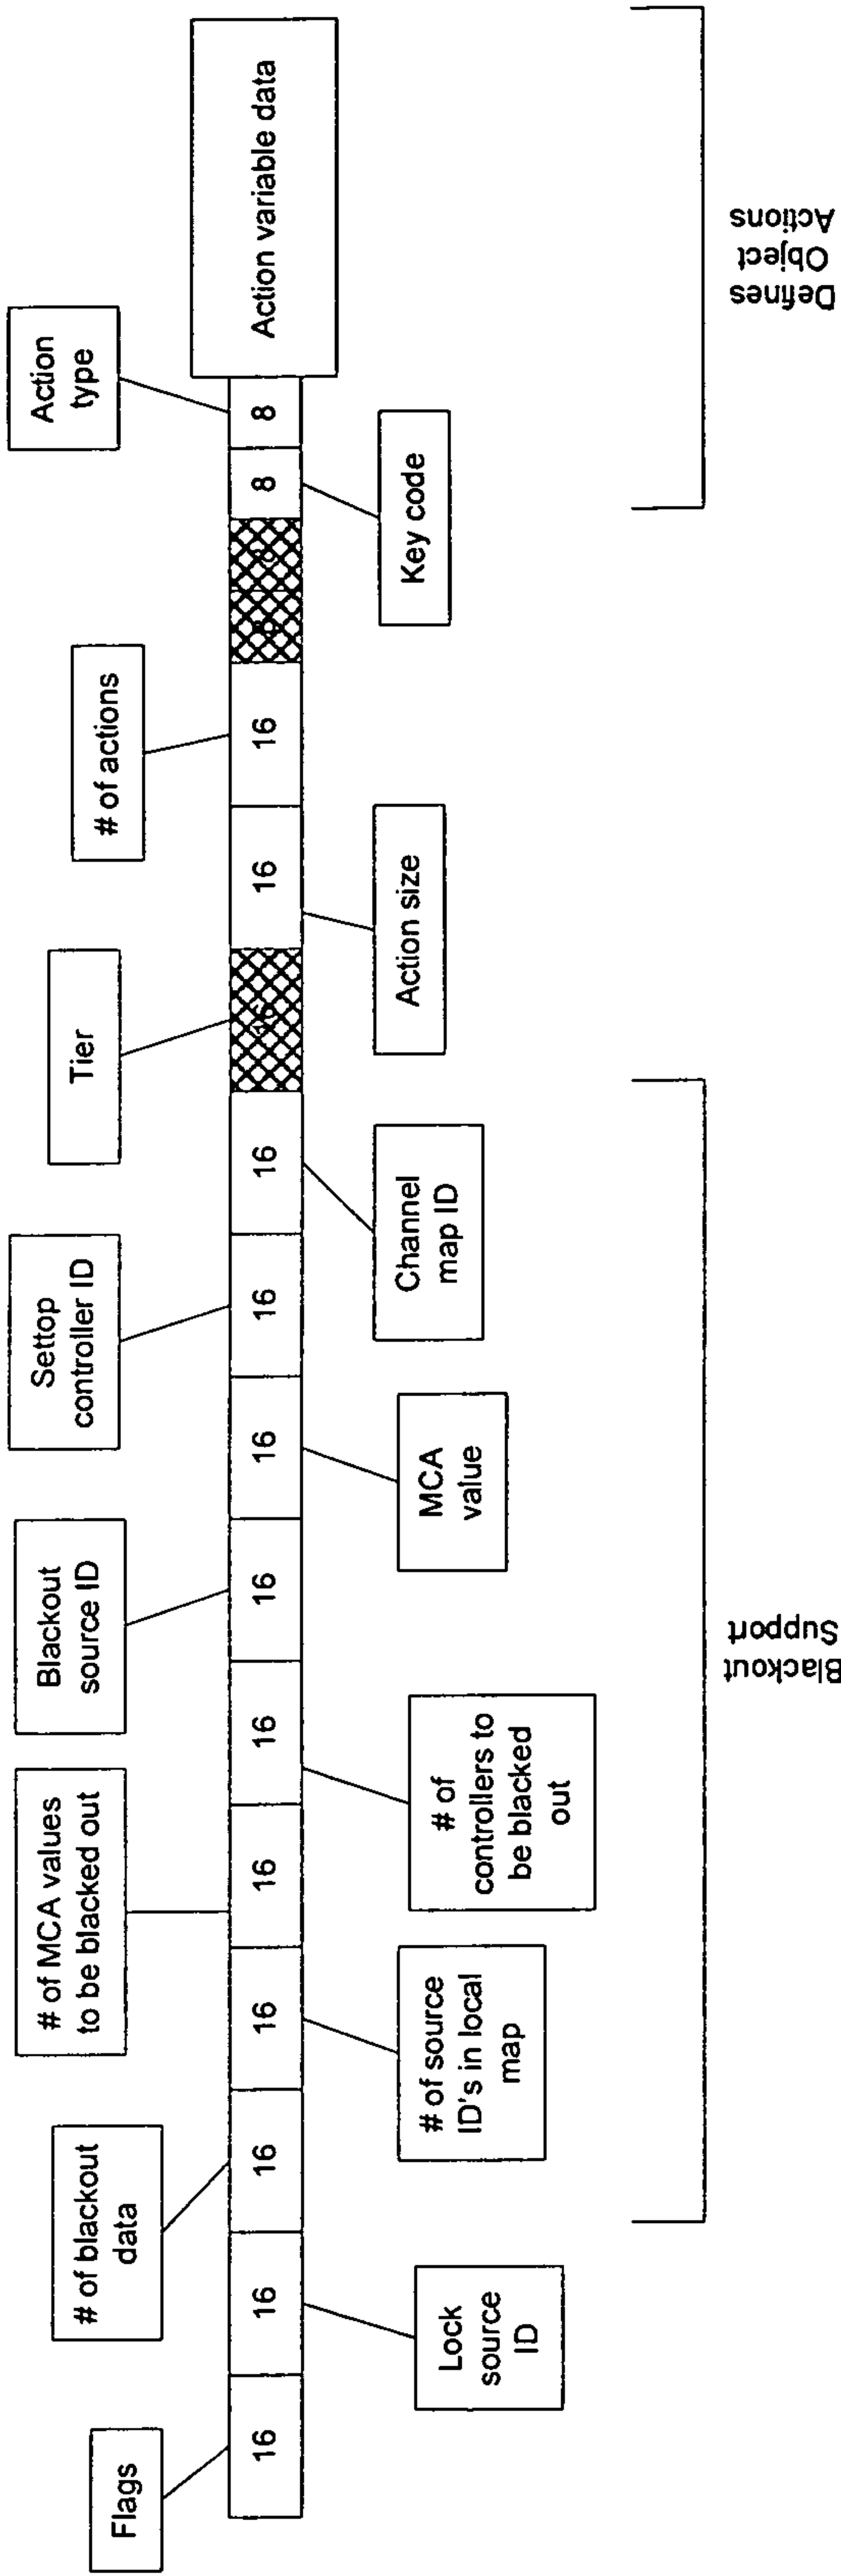 Flags
# of blackout
data
# of MCA values
to be blacked out
Blackout
source ID
Settop
controller ID
Tier
# of actions
Action
type
16
16
16
16
16
16
16
16
16
16
16
16
16
8
8
Action variable data
Lock
source
ID
# of source
ID's in local
map
# of
controllers to
be blacked
out
MCA
value
Channel
map ID
Action size
Key code
Blackout
Support
Defines
Object
Actions